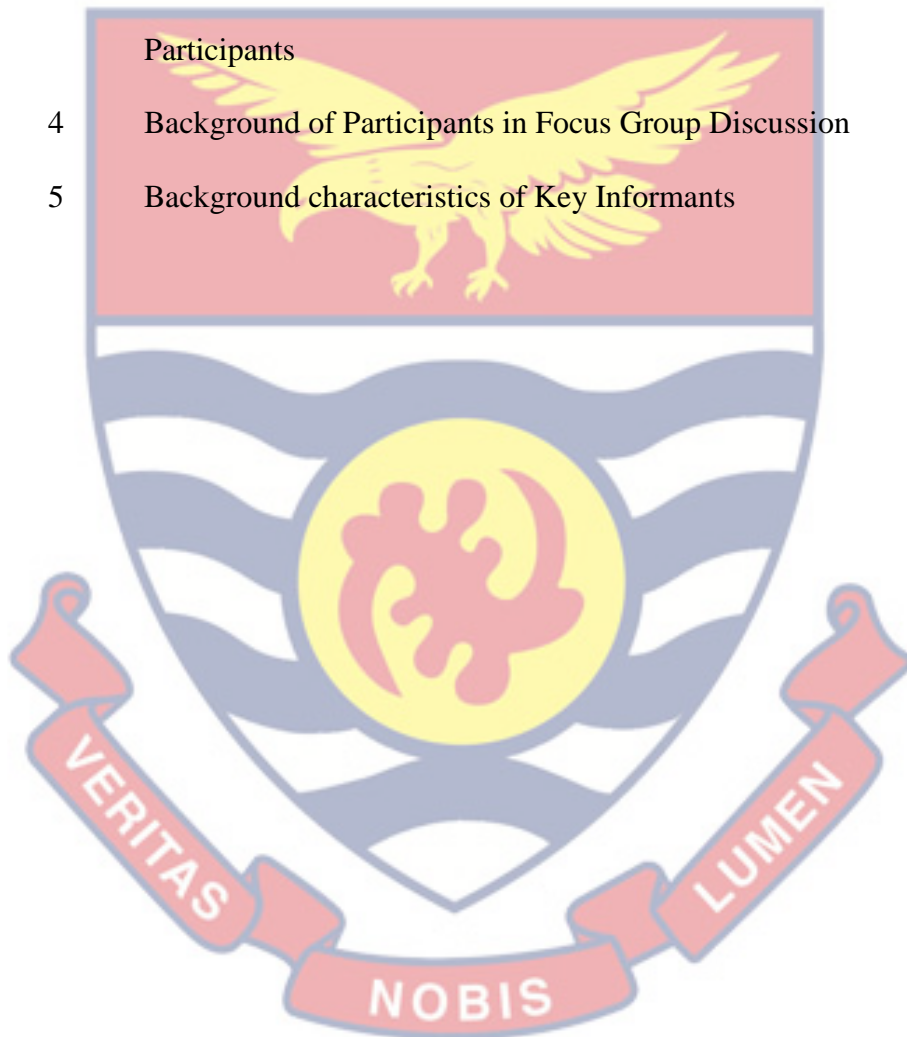 Participants
4 Background of Participants in Focus Group Discussion
5 Background characteristics of Key Informants
VERITAS
NOBIS
LUMEN